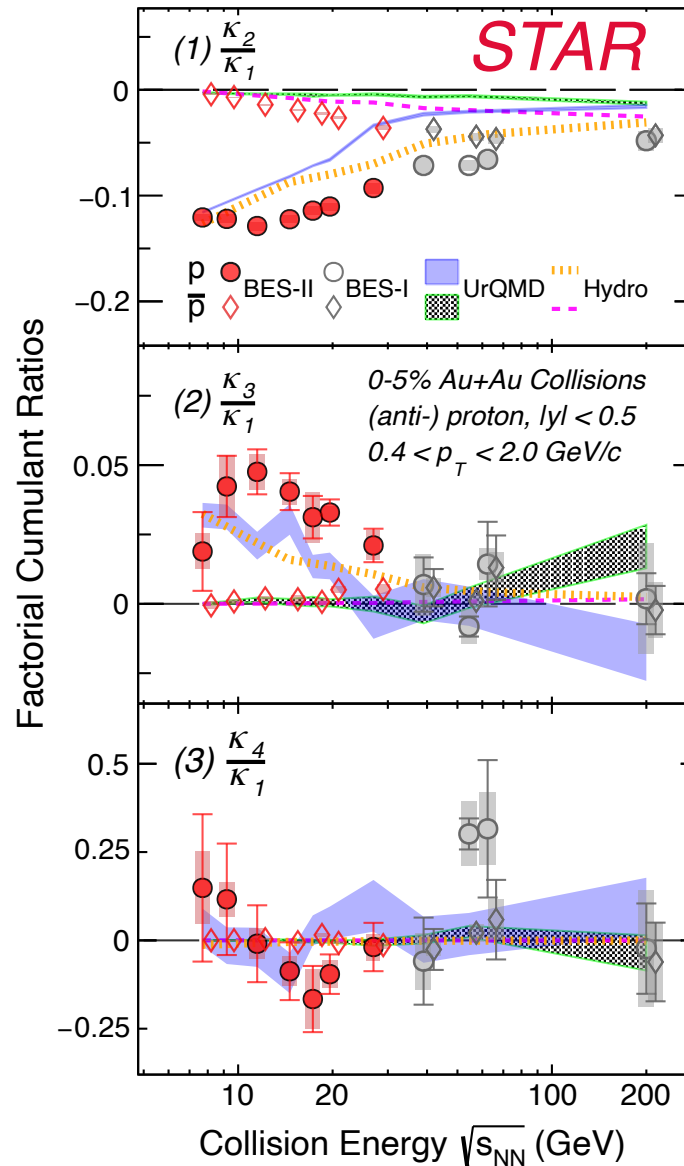 STAR
(1) κ2/κ1
0
−0.1
−0.2
p BES-II BES-I UrQMD Hydro
p̅
Factorial Cumulant Ratios
(2) κ3/κ1
0-5% Au+Au Collisions
(anti-) proton, |y| < 0.5
0.4 < pT < 2.0 GeV/c
0.05
0
(3) κ4/κ1
0.5
0.25
0
−0.25
10 20 100 200
Collision Energy √sNN (GeV)